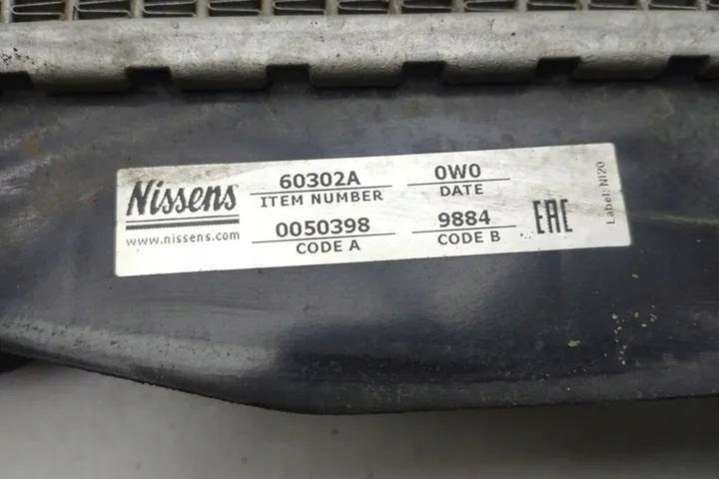 Nissens
www.nissens.com
60302A
ITEM NUMBER
0W0
DATE
0050398
CODE A
9884
CODE B
EAC
Label: NI20